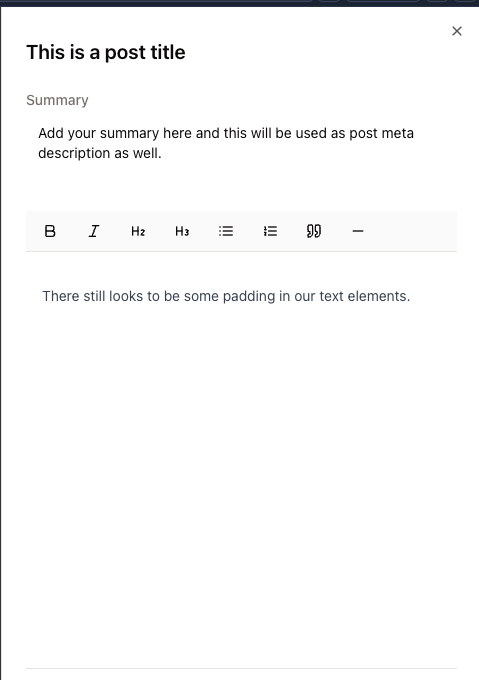 This is a post title
Summary
Add your summary here and this will be used as post meta
description as well.
B I H2 H3
There still looks to be some padding in our text elements.